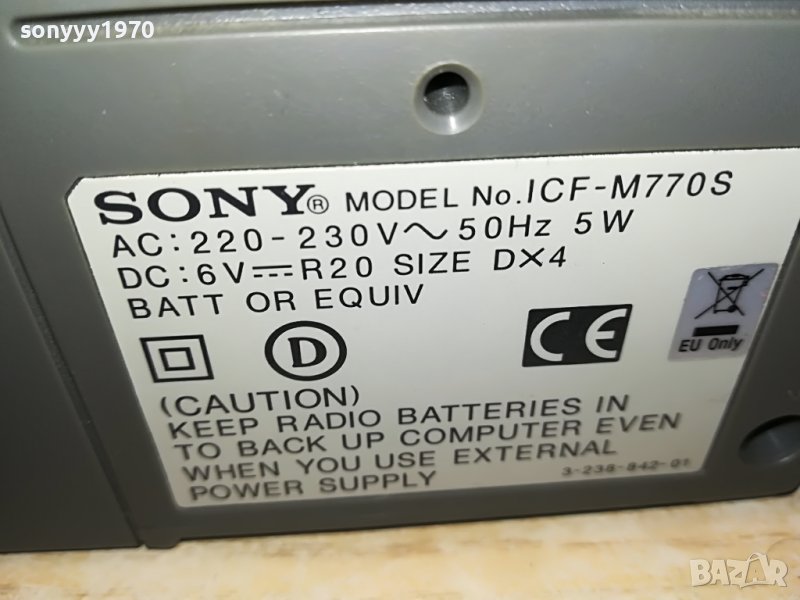 sonyyy1970
SONY® MODEL No.ICF-M770S
AC:220-230V～50Hz 5W
DC:6V⎓R20 SIZE D×4
BATT OR EQUIV
D
CE
EU Only
(CAUTION)
KEEP RADIO BATTERIES IN
TO BACK UP COMPUTER EVEN
WHEN YOU USE EXTERNAL
POWER SUPPLY
3-238-842-01
BAZAR